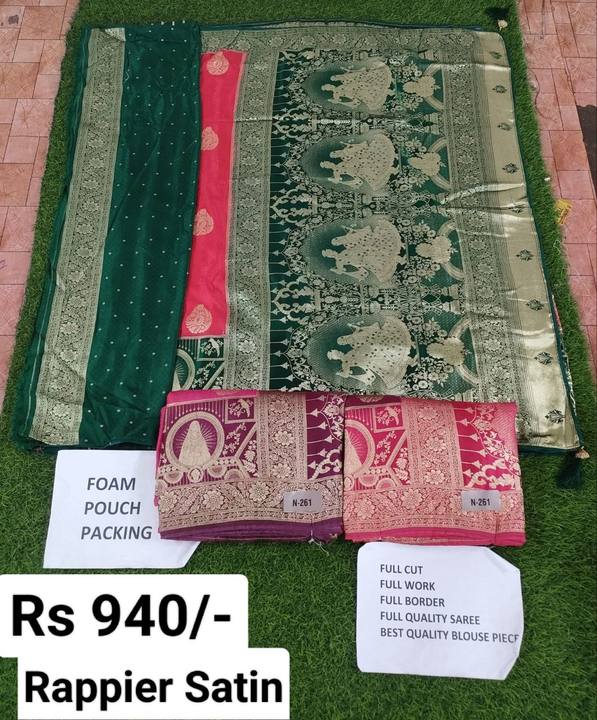 N-261
N-261
FOAM
POUCH
PACKING
FULL CUT
FULL WORK
FULL BORDER
FULL QUALITY SAREE
BEST QUALITY BLOUSE PIECE
Rs 940/-
Rappier Satin